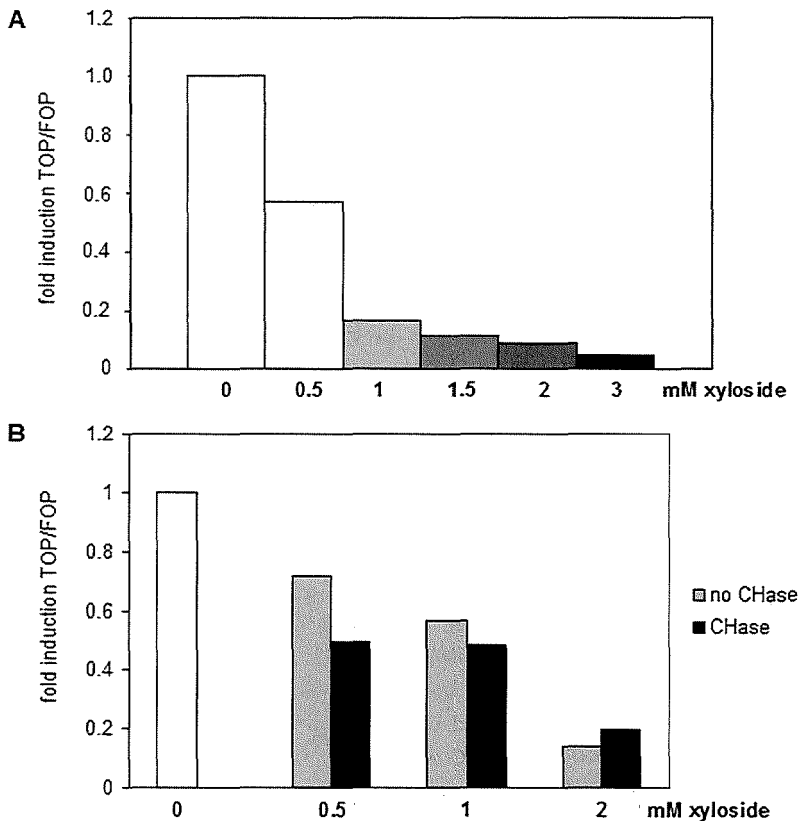 A
fold induction TOP/FOP
1.2
1.0
0.8
0.6
0.4
0.2
0
0 0.5 1 1.5 2 3 mM xyloside
B
fold induction TOP/FOP
1.2
1
0.8
0.6
0.4
0.2
0
no CHase
CHase
0 0.5 1 2 mM xyloside